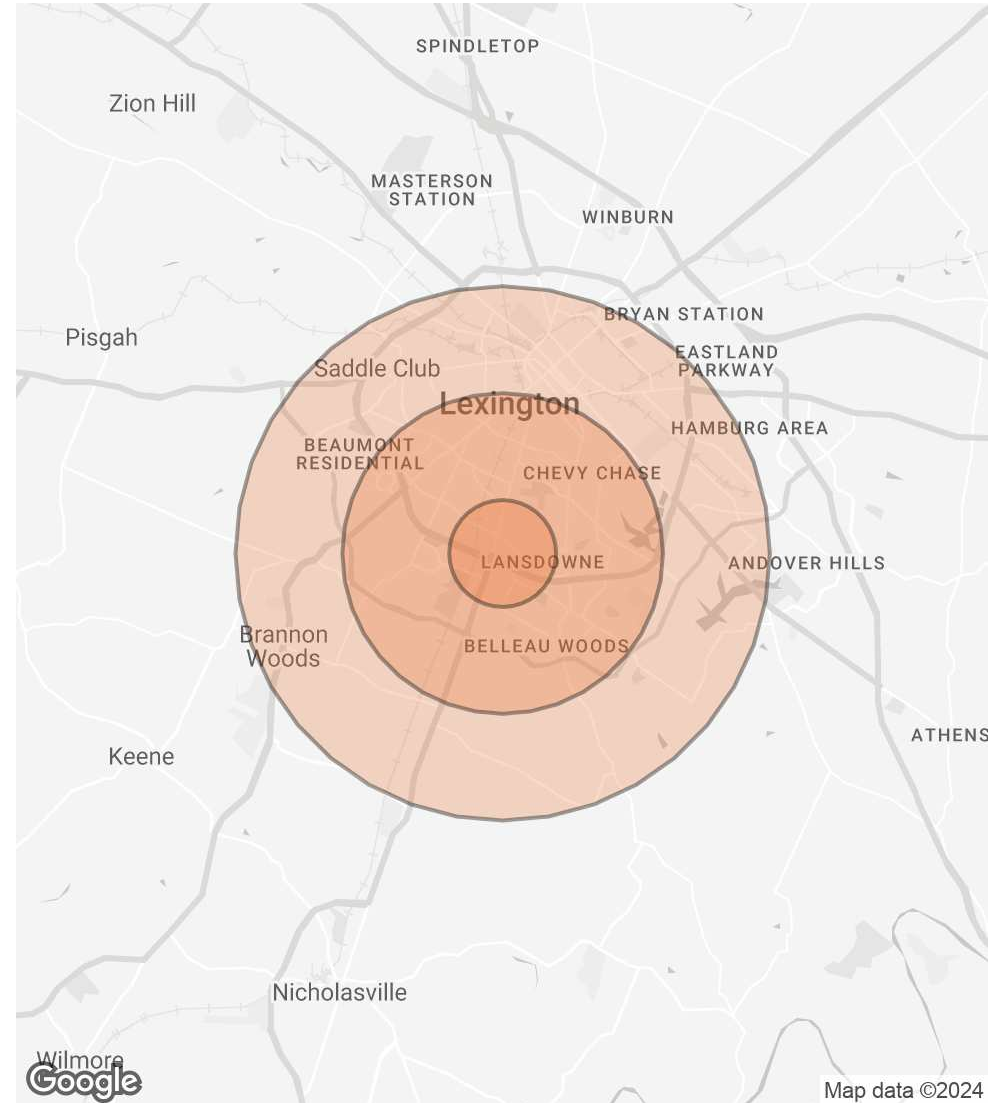 SPINDLETOP
Zion Hill
MASTERSON
STATION
WINBURN
BRYAN STATION
Pisgah
EASTLAND
PARKWAY
Saddle Club
Lexington
HAMBURG AREA
BEAUMONT
RESIDENTIAL
CHEVY CHASE
LANSDOWNE
ANDOVER HILLS
Brannon
Woods
BELLEAU WOODS
ATHENS
Keene
Nicholasville
Wilmore
Google
Map data ©2024